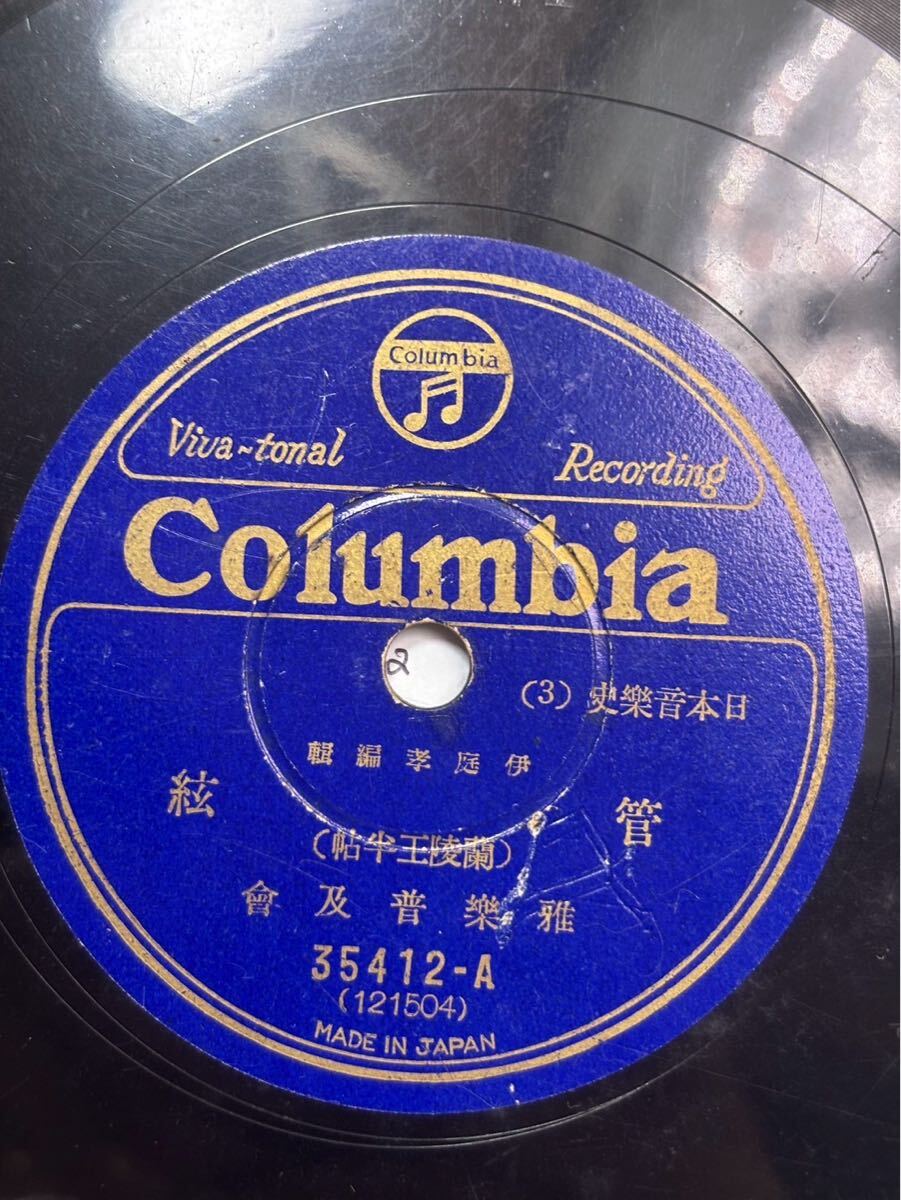 Columbia
Viva~tonal Recording
Columbia
2
日本音樂史(3)
伊庭孝編輯
管絃
(蘭陵王半帖)
雅樂普及會
35412-A
(121504)
MADE IN JAPAN